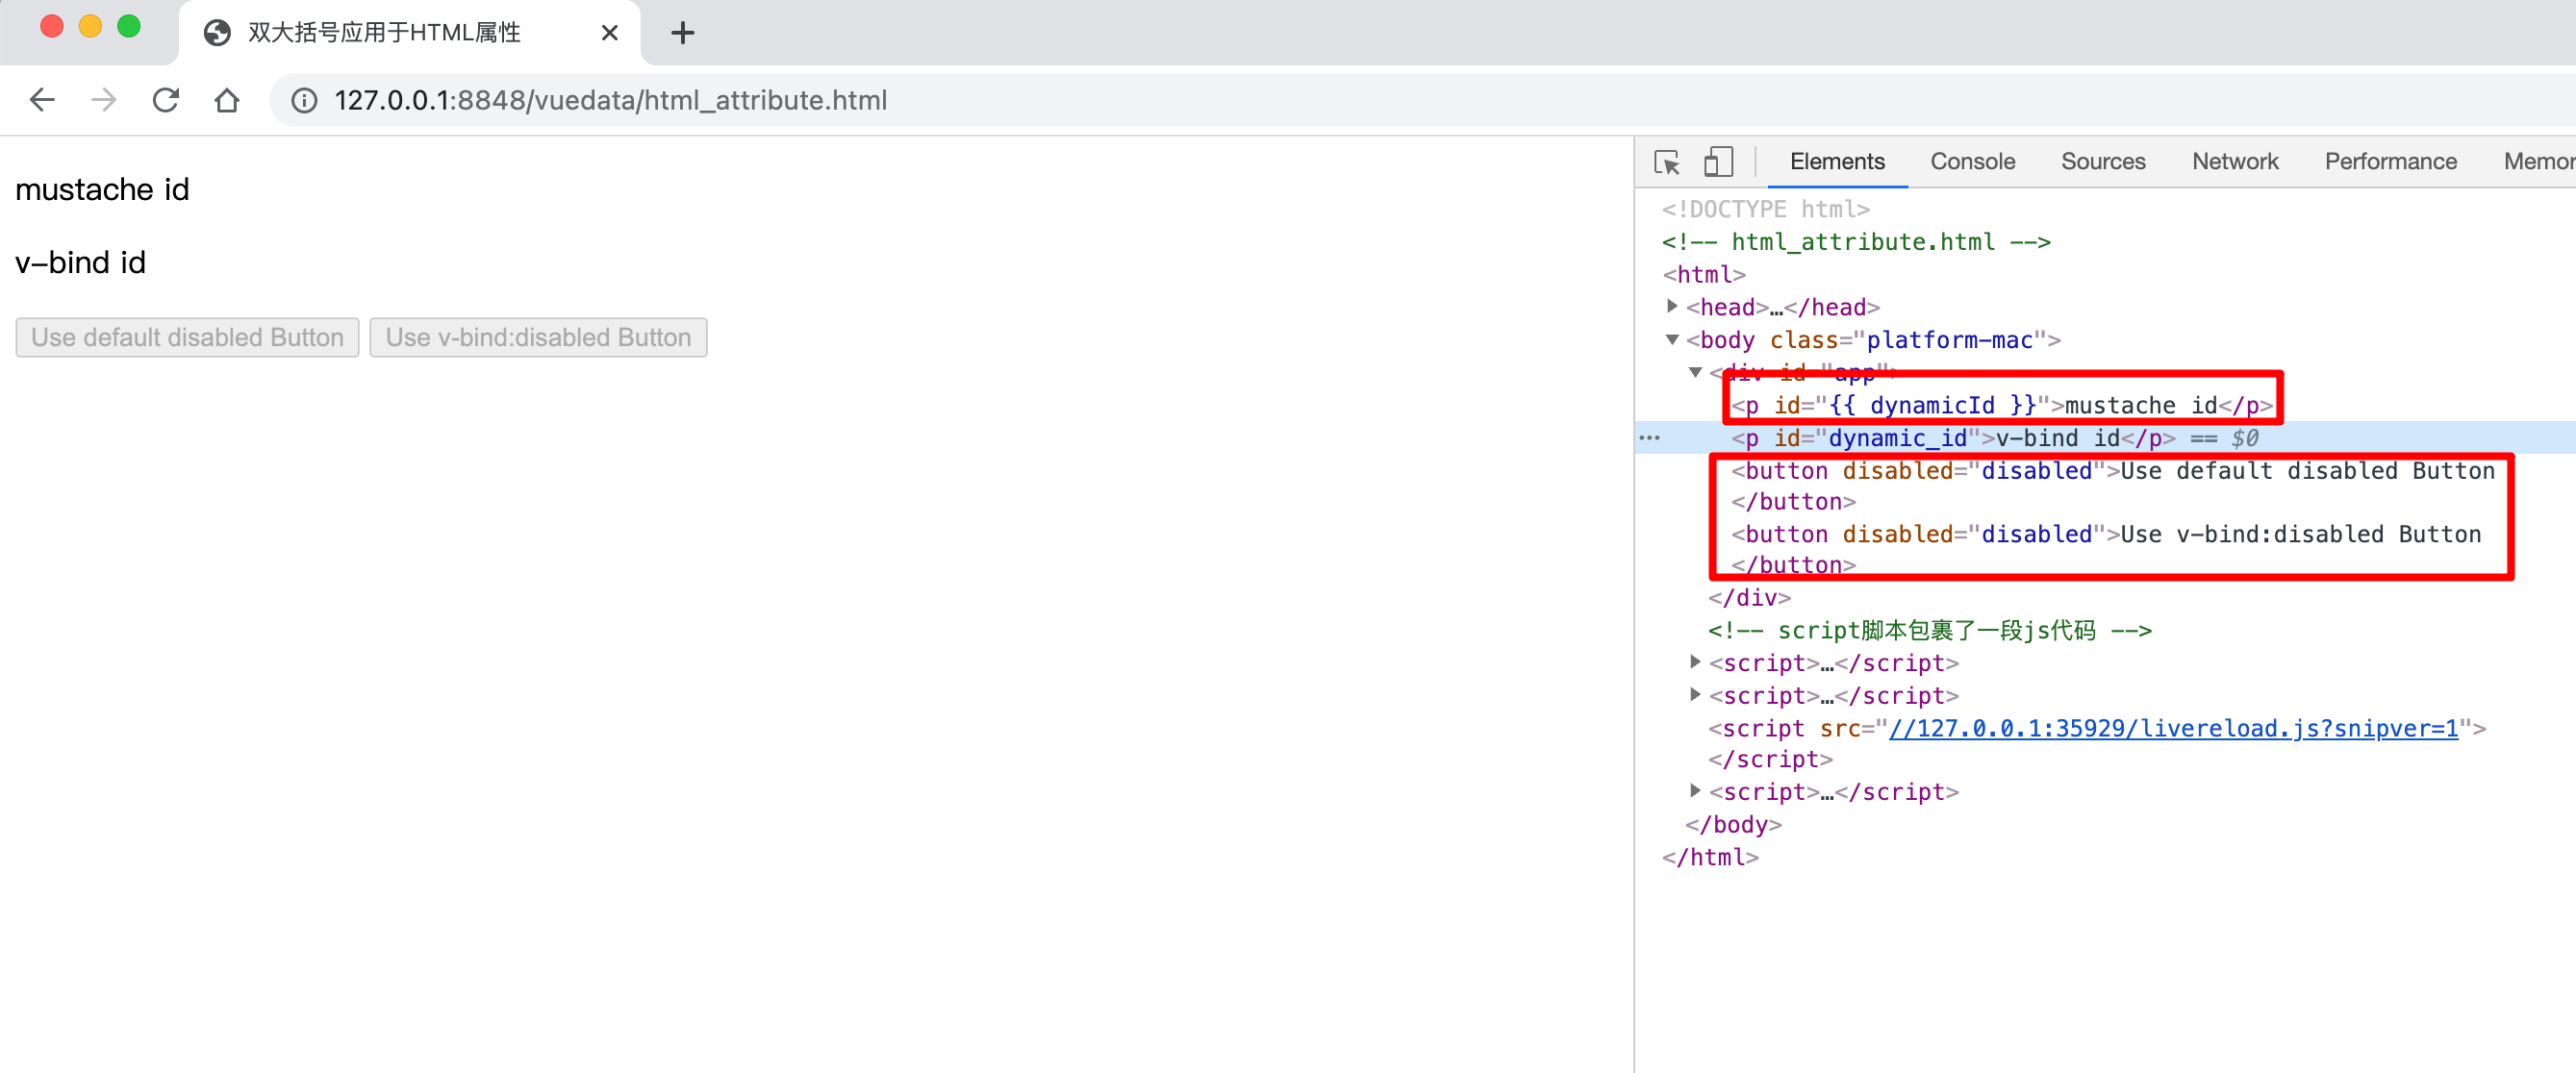 双大括号应用于HTML属性
127.0.0.1:8848/vuedata/html_attribute.html
mustache id
v-bind id
Use default disabled Button Use v-bind:disabled Button
Elements Console Sources Network Performance Memor
<!DOCTYPE html>
<!-- html_attribute.html -->
<html>
<head>…</head>
<body class="platform-mac">
<div id="app">
<p id="{{ dynamicId }}">mustache id</p>
<p id="dynamic_id">v-bind id</p> == $0
<button disabled="disabled">Use default disabled Button
</button>
<button disabled="disabled">Use v-bind:disabled Button
</button>
</div>
<!-- script脚本包裹了一段js代码 -->
<script>…</script>
<script>…</script>
<script src="//127.0.0.1:35929/livereload.js?snipver=1">
</script>
<script>…</script>
</body>
</html>